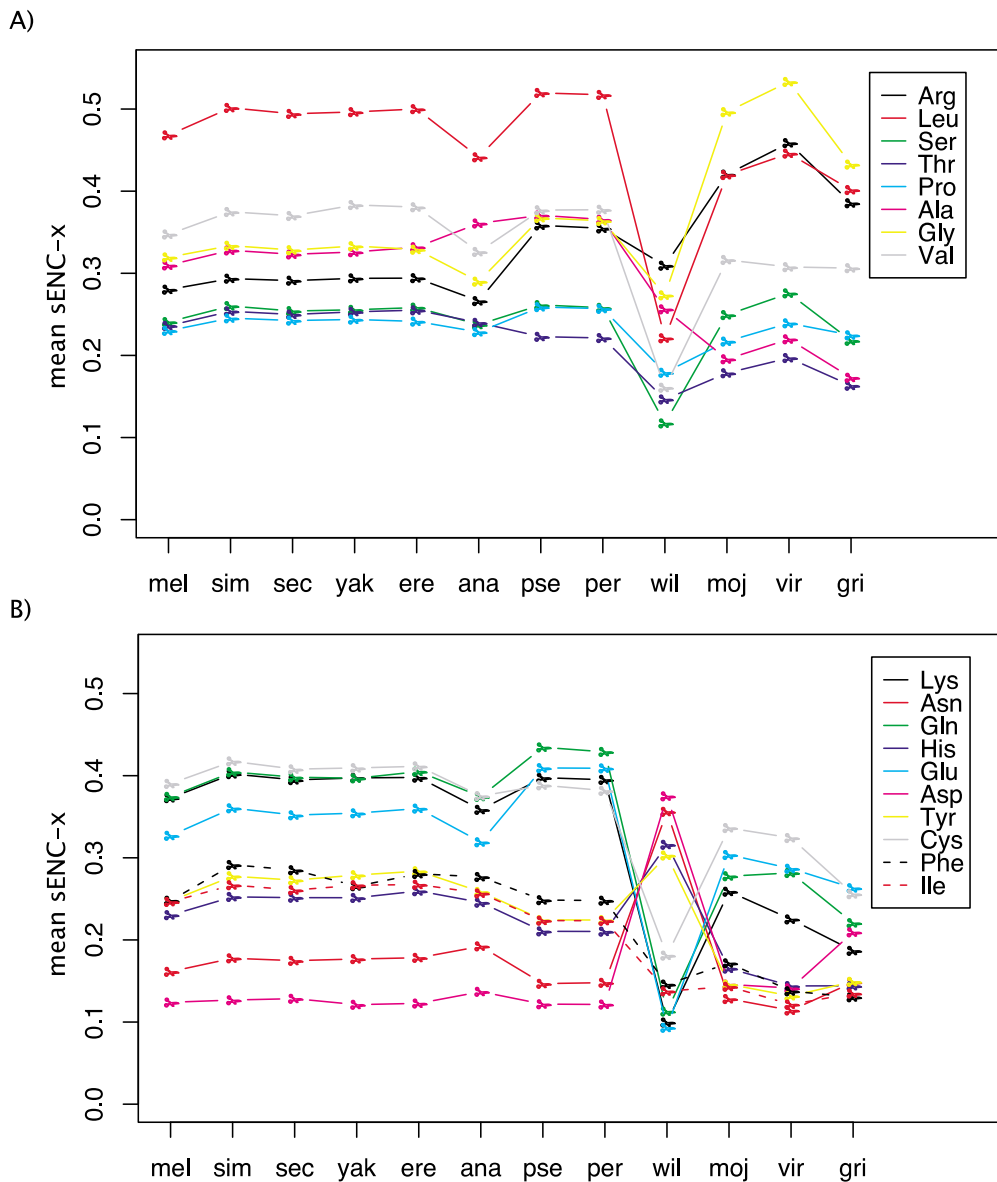 A)
mean sENC-x
0.5
0.4
0.3
0.2
0.1
0.0
Arg
Leu
Ser
Thr
Pro
Ala
Gly
Val
mel sim sec yak ere ana pse per wil moj vir gri
B)
mean sENC-x
0.5
0.4
0.3
0.2
0.1
0.0
Lys
Asn
Gln
His
Glu
Asp
Tyr
Cys
Phe
Ile
mel sim sec yak ere ana pse per wil moj vir gri